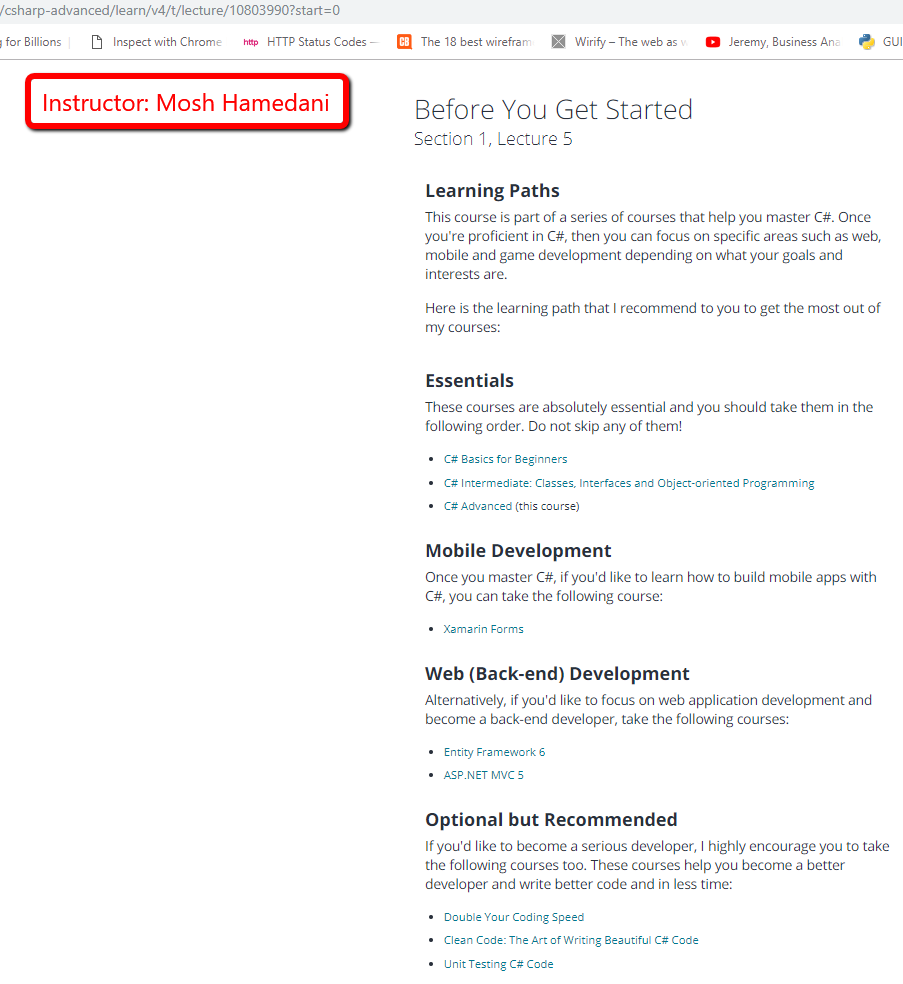 /csharp-advanced/learn/v4/t/lecture/10803990?start=0
g for Billions Inspect with Chrome http HTTP Status Codes — CB The 18 best wirefram Wirify – The web as w Jeremy, Business Ana GUI
Instructor: Mosh Hamedani
Before You Get Started
Section 1, Lecture 5
Learning Paths
This course is part of a series of courses that help you master C#. Once
you're proficient in C#, then you can focus on specific areas such as web,
mobile and game development depending on what your goals and
interests are.
Here is the learning path that I recommend to you to get the most out of
my courses:
Essentials
These courses are absolutely essential and you should take them in the
following order. Do not skip any of them!
• C# Basics for Beginners
• C# Intermediate: Classes, Interfaces and Object-oriented Programming
• C# Advanced (this course)
Mobile Development
Once you master C#, if you'd like to learn how to build mobile apps with
C#, you can take the following course:
• Xamarin Forms
Web (Back-end) Development
Alternatively, if you'd like to focus on web application development and
become a back-end developer, take the following courses:
• Entity Framework 6
• ASP.NET MVC 5
Optional but Recommended
If you'd like to become a serious developer, I highly encourage you to take
the following courses too. These courses help you become a better
developer and write better code and in less time:
• Double Your Coding Speed
• Clean Code: The Art of Writing Beautiful C# Code
• Unit Testing C# Code